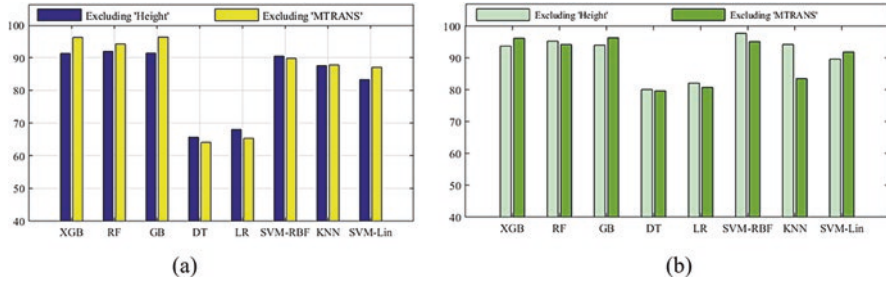 Excluding 'Height' Excluding 'MTRANS'
100
90
80
70
60
50
40
XGB RF GB DT LR SVM-RBF KNN SVM-Lin
(a)
Excluding 'Height' Excluding 'MTRANS'
100
90
80
70
60
50
40
XGB RF GB DT LR SVM-RBF KNN SVM-Lin
(b)